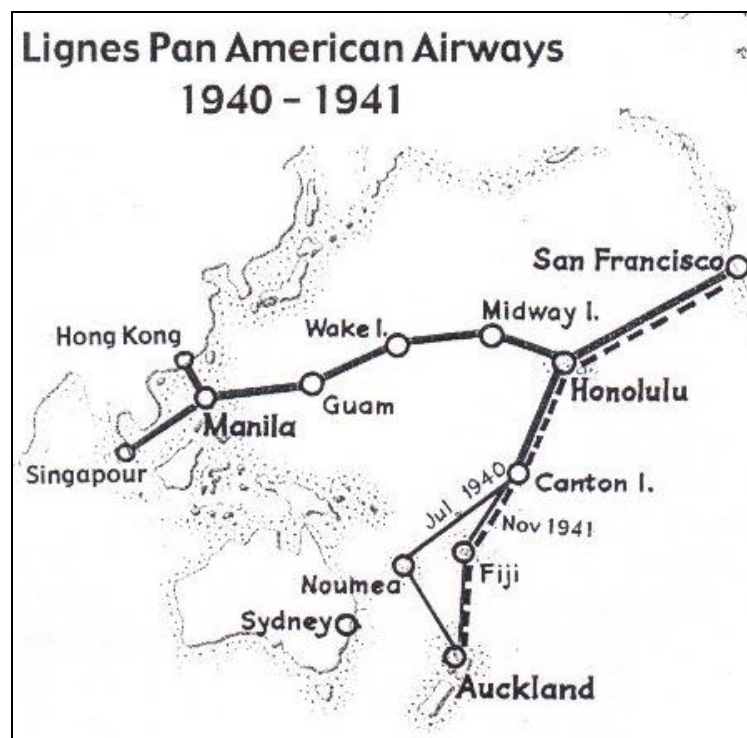 Lignes Pan American Airways
1940 – 1941
San Francisco
Midway I.
Wake I.
Hong Kong
Honolulu
Guam
Manila
Singapour
Canton I.
Jul. 1940
Nov 1941
Fiji
Noumea
Sydney
Auckland